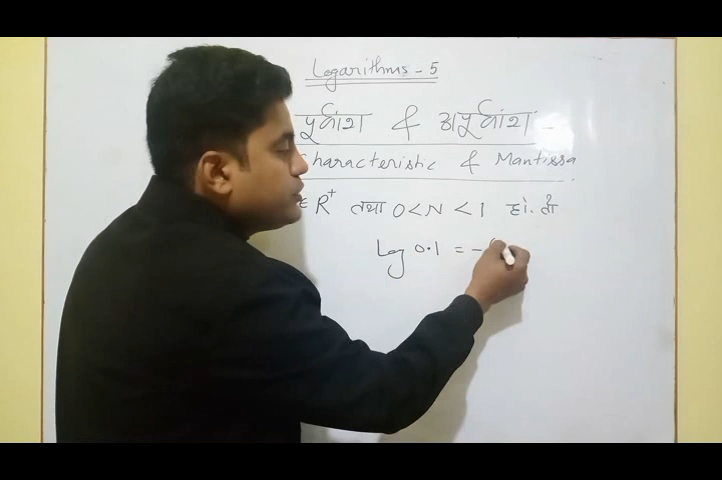 Logarithms - 5
पूर्णांश & अपूर्णांश -
Characteristic & Mantissa
∈ R⁺ तथा 0 < N < 1 हो. तो
Log 0.1 = -